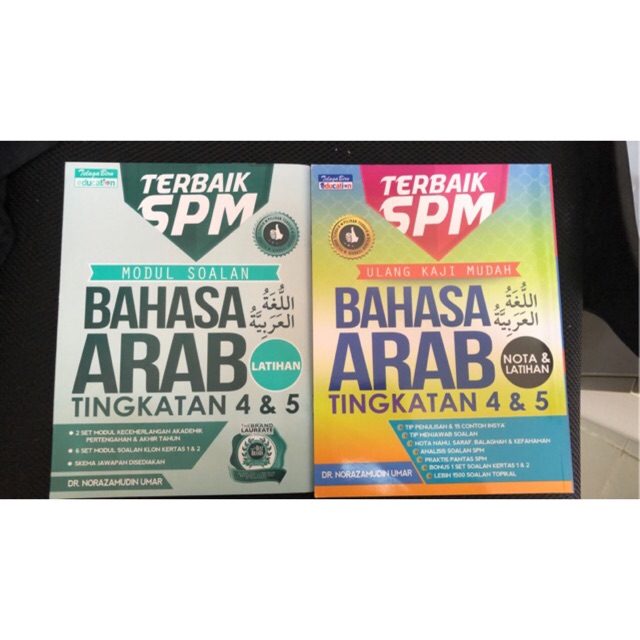 Telaga Biru
education
TERBAIK
SPM
MODUL SOALAN
BAHASA
اللُّغَةُ
العَرَبِيَّةُ
ARAB
LATIHAN
TINGKATAN 4 & 5
• 2 SET MODUL KECEMERLANGAN AKADEMIK
PERTENGAHAN & AKHIR TAHUN
• 6 SET MODUL SOALAN KLON KERTAS 1 & 2
• SKEMA JAWAPAN DISEDIAKAN
THE BRAND
LAUREATE
DR. NORAZAMUDIN UMAR
Telaga Biru
Education
TERBAIK
SPM
ULANG KAJI MUDAH
BAHASA
اللُّغَةُ
العَرَبِيَّةُ
ARAB
NOTA &
LATIHAN
TINGKATAN 4 & 5
• TIP PENULISAN & 15 CONTOH INSYA'
• TIP MENJAWAB SOALAN
• NOTA NAHU, SARAF, BALAGHAH & KEFAHAMAN
• ANALISIS SOALAN SPM
• PRAKTIS PANTAS SPM
• BONUS 1 SET SOALAN KERTAS 1 & 2
• LEBIH 1500 SOALAN TOPIKAL
DR. NORAZAMUDIN UMAR